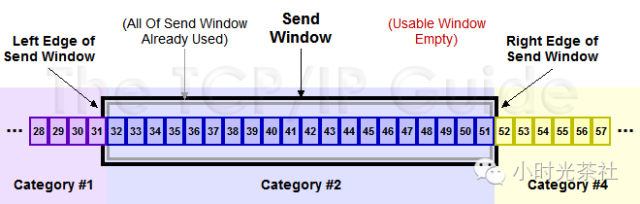 (All Of Send Window
Already Used)
Send
Window
(Usable Window
Empty)
Left Edge of
Send Window
Right Edge of
Send Window
The TCP/IP Guide
... 28 29 30 31 32 33 34 35 36 37 38 39 40 41 42 43 44 45 46 47 48 49 50 51 52 53 54 55 56 57 ...
Category #1 Category #2 Category #4
小时光茶社